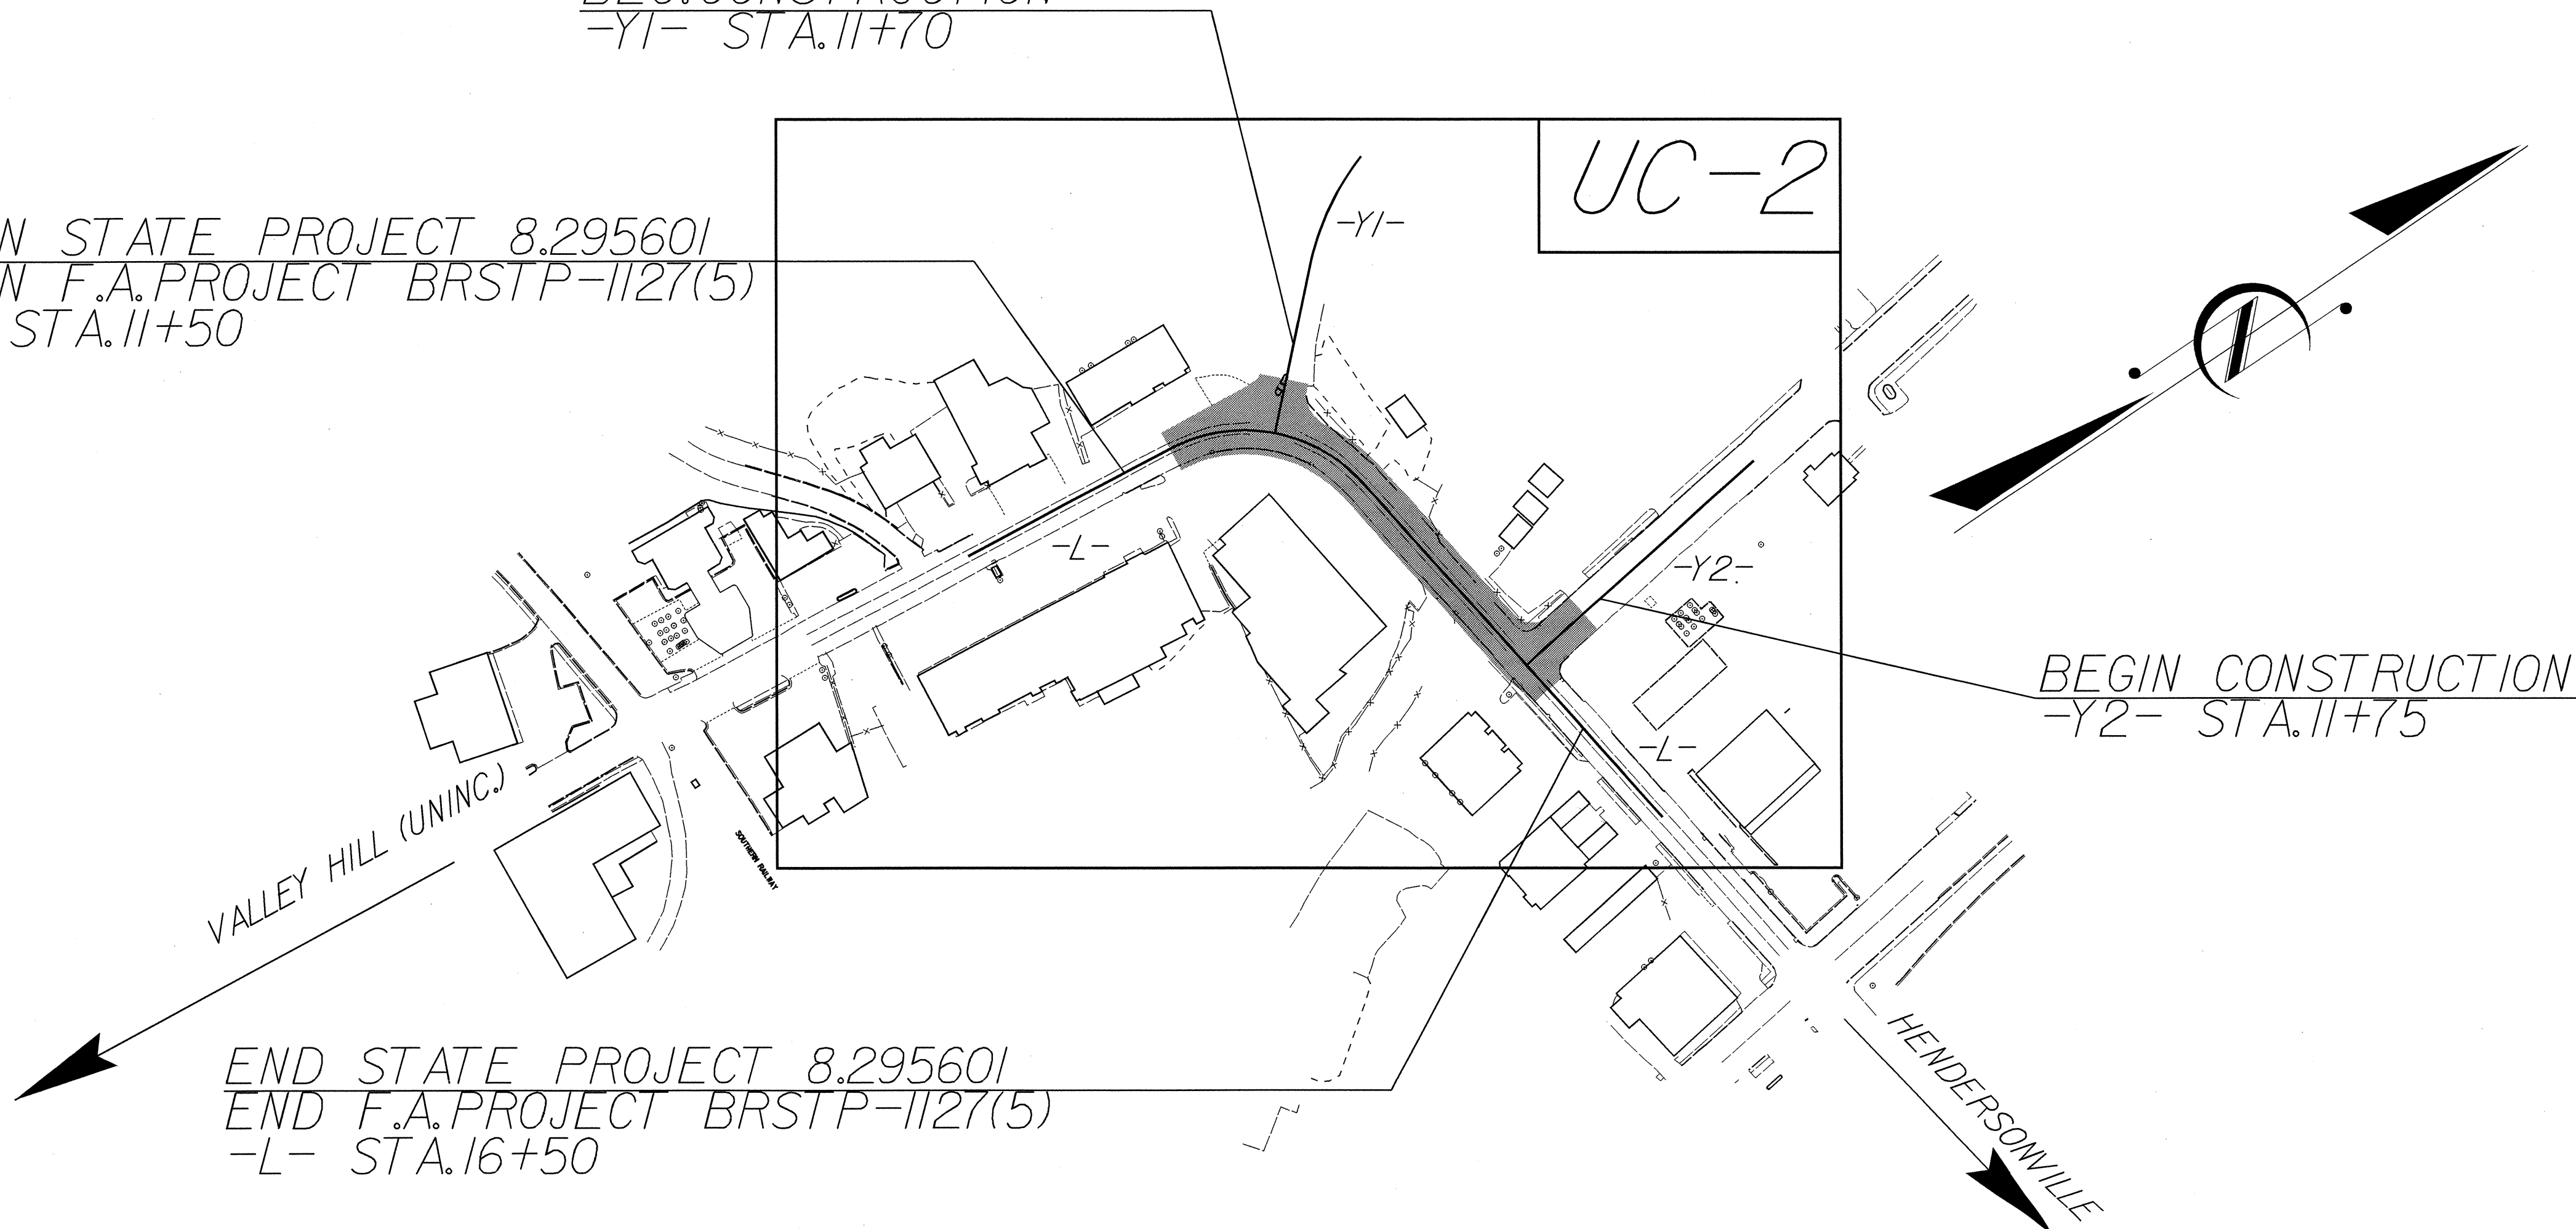 -Y1- STA.11+70
UC-2
-Y1-
N STATE PROJECT 8.295601
N F.A.PROJECT BRSTP-1127(5)
STA.11+50
-L-
-Y2-
BEGIN CONSTRUCTION
-Y2- STA.11+75
-L-
VALLEY HILL (UNINC.)
SOUTHERN RAILWAY
END STATE PROJECT 8.295601
END F.A.PROJECT BRSTP-1127(5)
-L- STA.16+50
HENDERSONVILLE